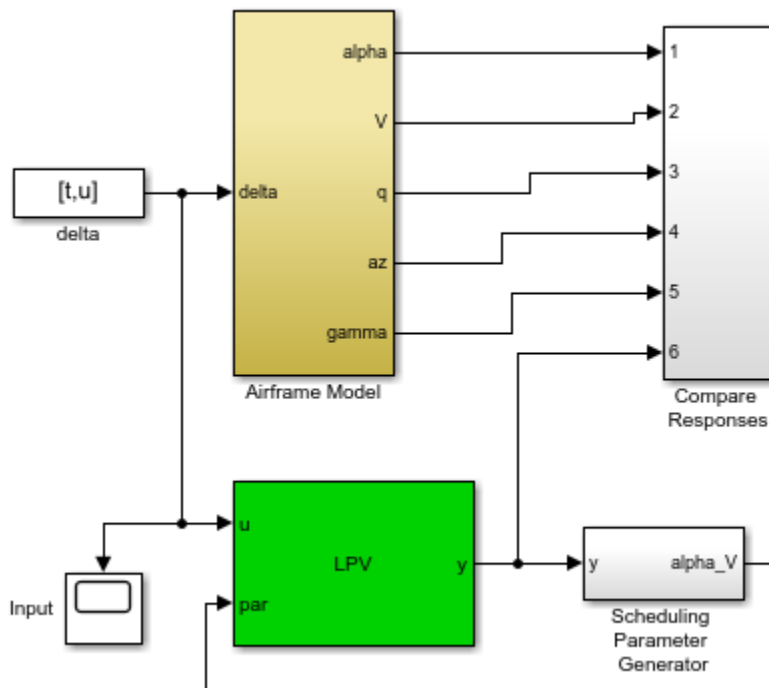 alpha
1
V
2
[t,u]
delta
delta
q
3
az
4
gamma
5
6
Airframe Model
Compare
Responses
u
LPV
y
par
Input
y
alpha_V
Scheduling
Parameter
Generator